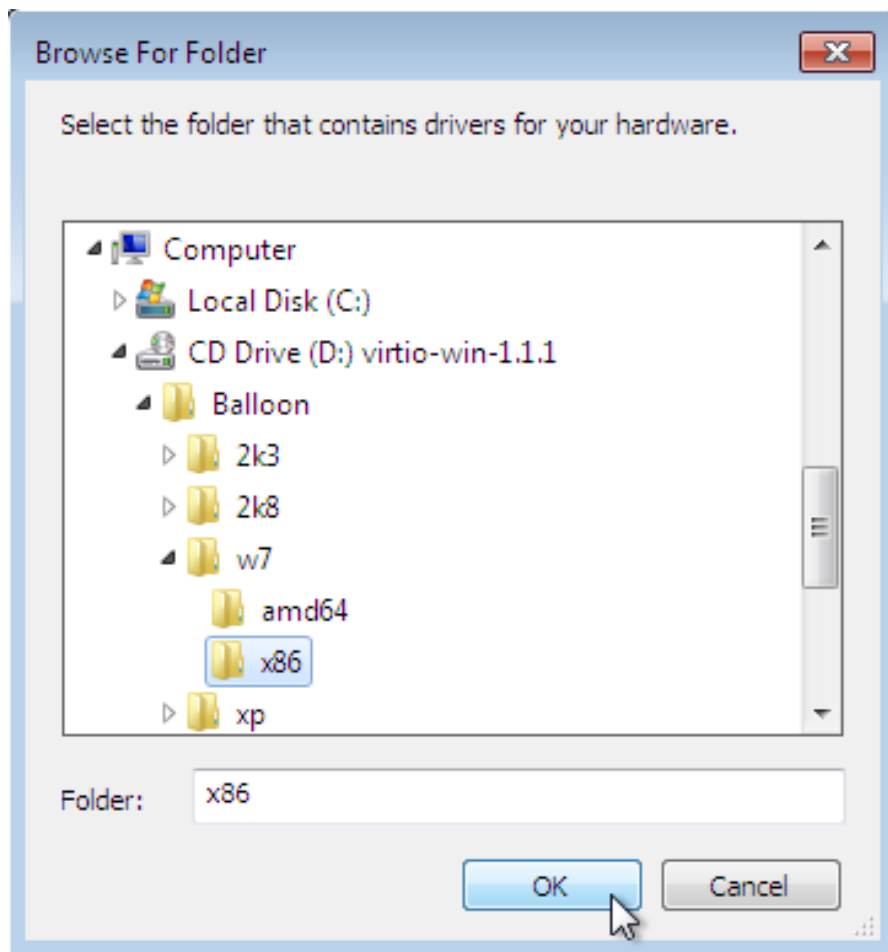 Browse For Folder
Select the folder that contains drivers for your hardware.
Computer
Local Disk (C:)
CD Drive (D:) virtio-win-1.1.1
Balloon
2k3
2k8
w7
amd64
x86
xp
Folder: x86
OK Cancel